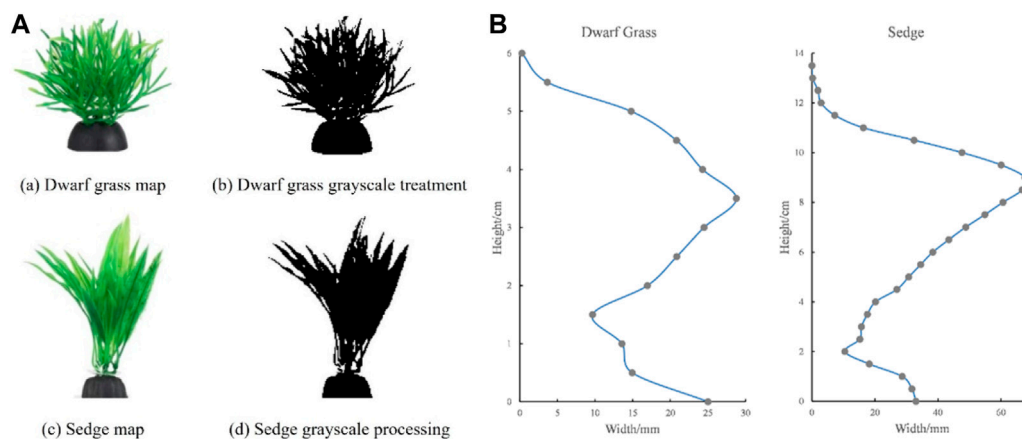 A
(a) Dwarf grass map
(b) Dwarf grass grayscale treatment
(c) Sedge map
(d) Sedge grayscale processing
B
Dwarf Grass
Height/cm
6
5
4
3
2
1
0
0 5 10 15 20 25 30
Width/mm
Sedge
Height/cm
14
12
10
8
6
4
2
0
0 20 40 60
Width/mm